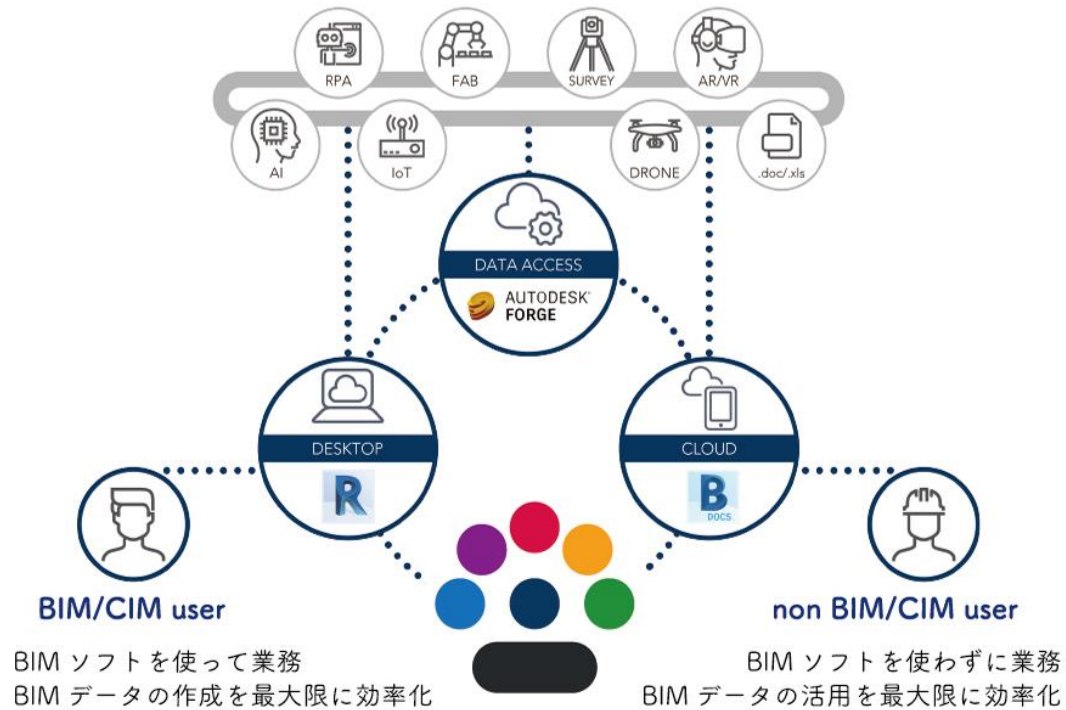 RPA
FAB
SURVEY
AR/VR
AI
IoT
DRONE
.doc/.xls
DATA ACCESS
AUTODESK®
FORGE
DESKTOP
CLOUD
R
B
DOCS
BIM/CIM user
non BIM/CIM user
BIM ソフトを使って業務
BIM データの作成を最大限に効率化
BIM ソフトを使わずに業務
BIM データの活用を最大限に効率化